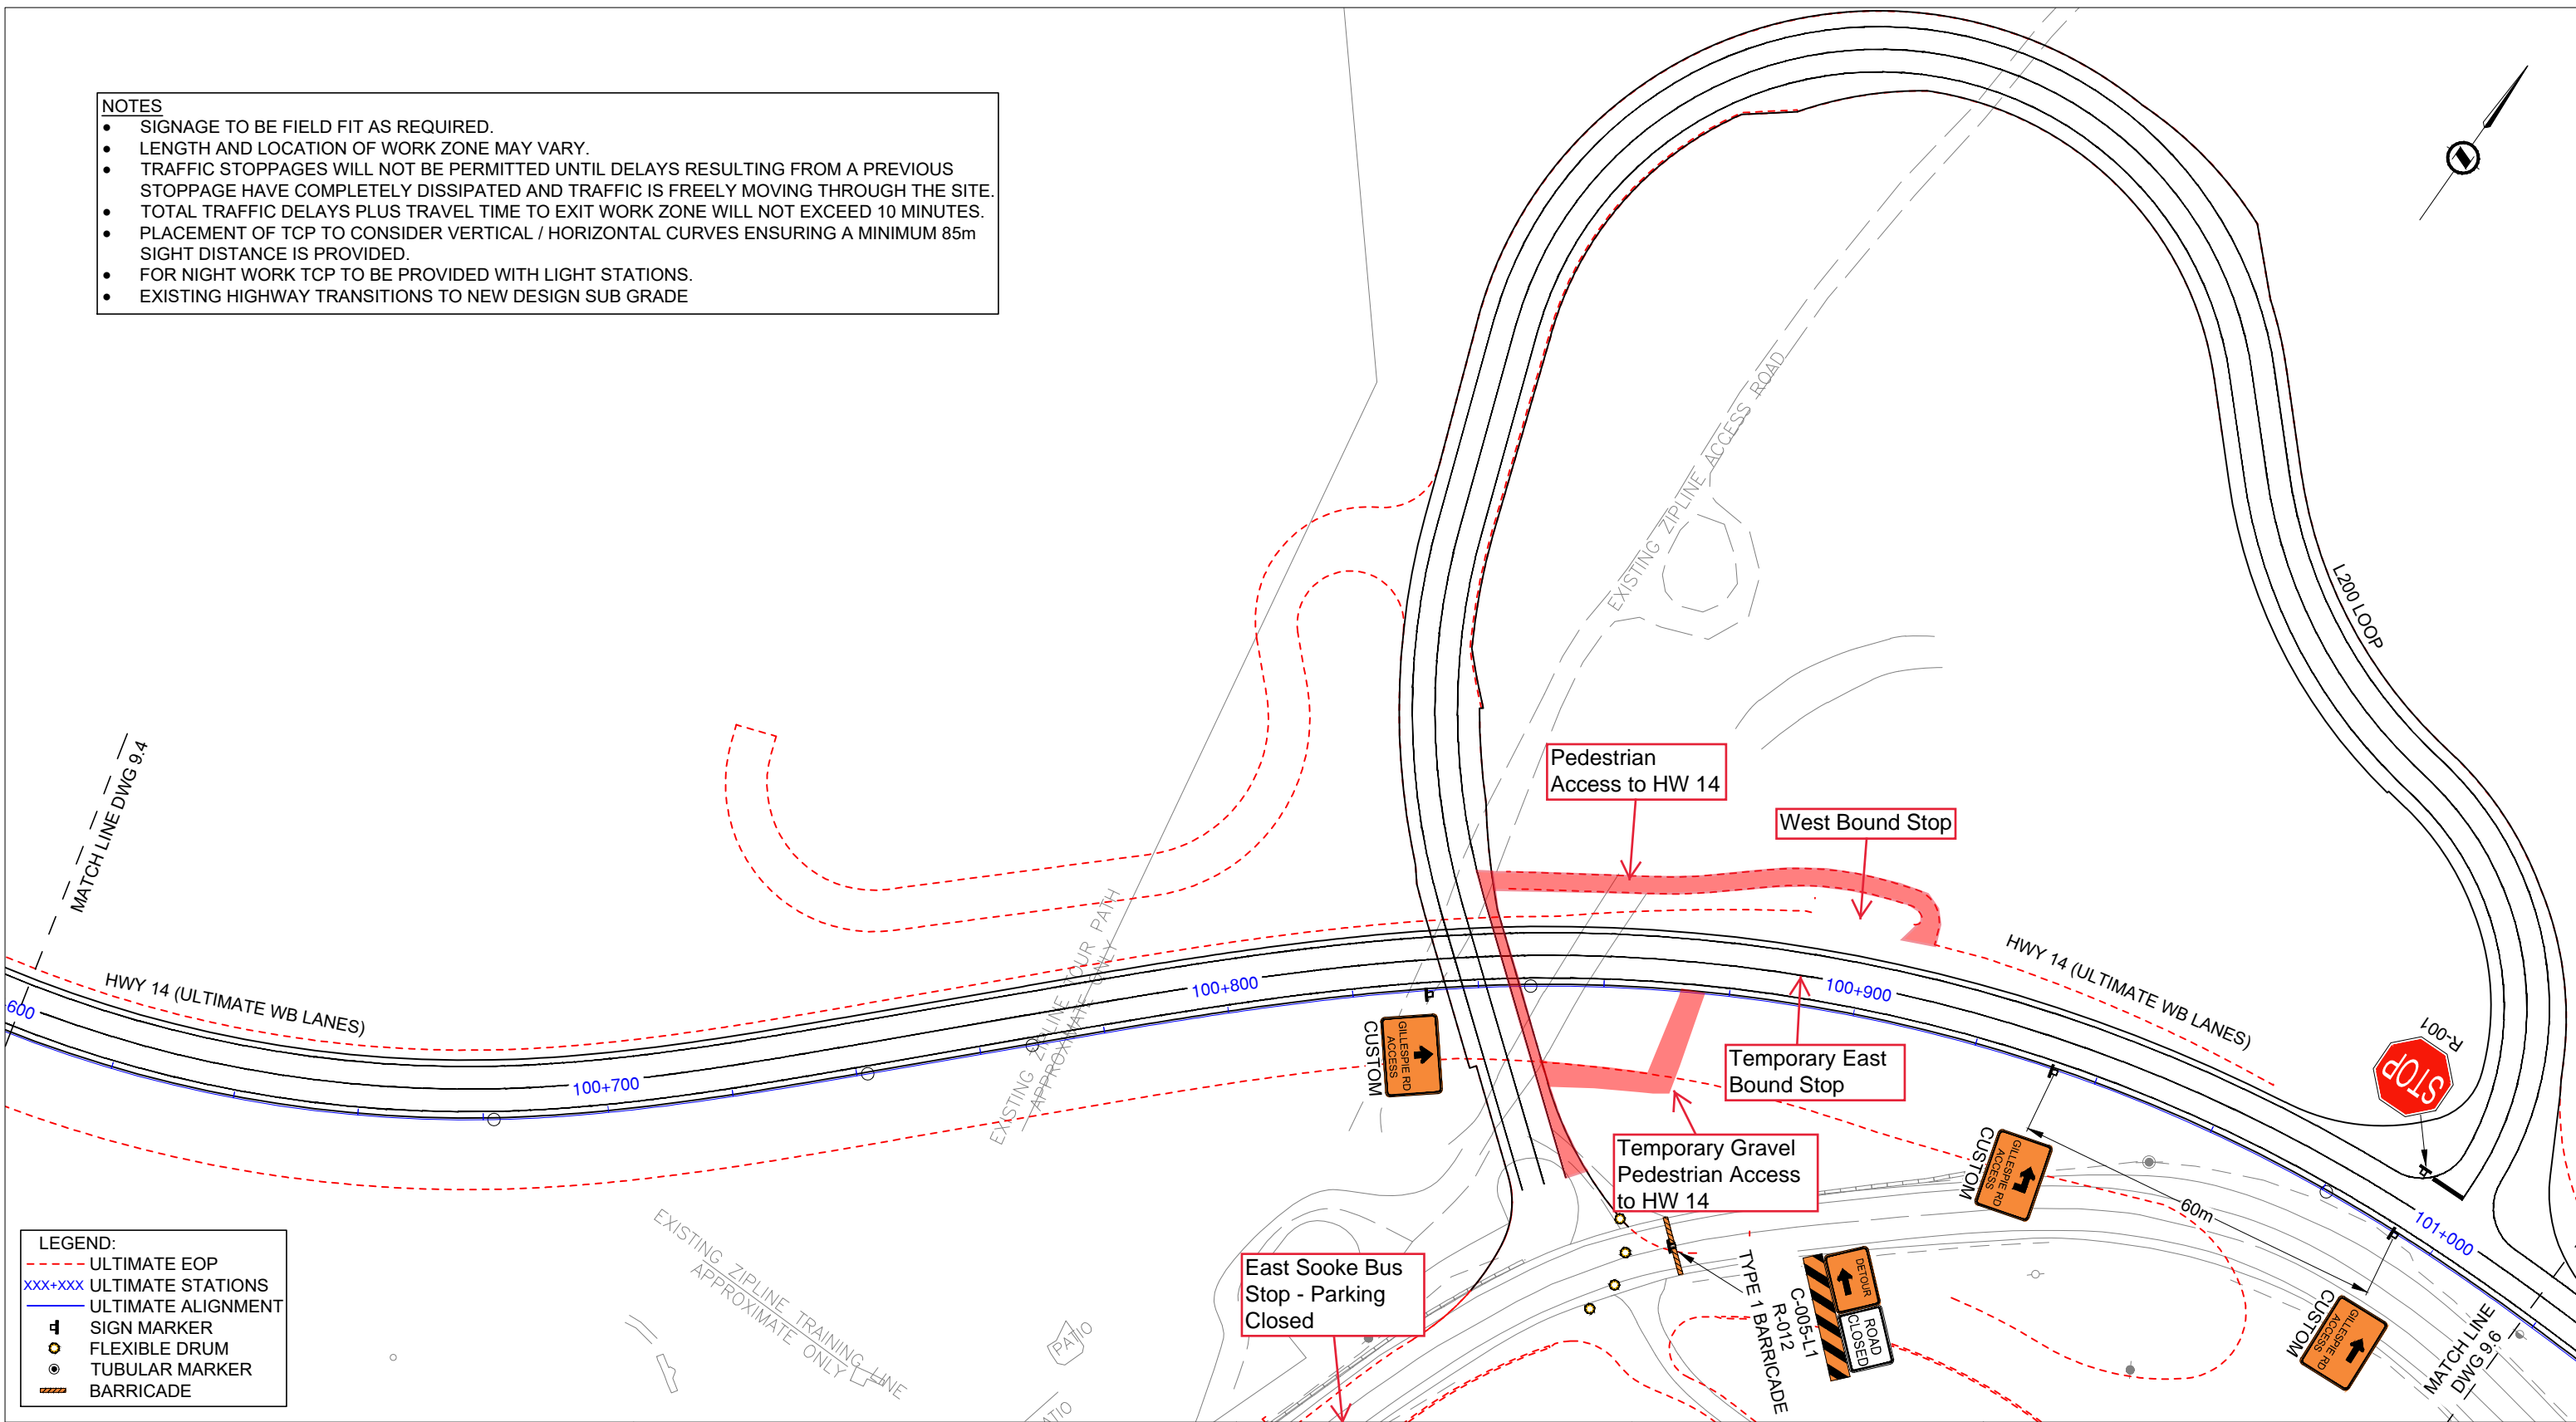 NOTES
• SIGNAGE TO BE FIELD FIT AS REQUIRED.
• LENGTH AND LOCATION OF WORK ZONE MAY VARY.
• TRAFFIC STOPPAGES WILL NOT BE PERMITTED UNTIL DELAYS RESULTING FROM A PREVIOUS
STOPPAGE HAVE COMPLETELY DISSIPATED AND TRAFFIC IS FREELY MOVING THROUGH THE SITE.
• TOTAL TRAFFIC DELAYS PLUS TRAVEL TIME TO EXIT WORK ZONE WILL NOT EXCEED 10 MINUTES.
• PLACEMENT OF TCP TO CONSIDER VERTICAL / HORIZONTAL CURVES ENSURING A MINIMUM 85m
SIGHT DISTANCE IS PROVIDED.
• FOR NIGHT WORK TCP TO BE PROVIDED WITH LIGHT STATIONS.
• EXISTING HIGHWAY TRANSITIONS TO NEW DESIGN SUB GRADE
EXISTING ZIPLINE ACCESS ROAD
L200 LOOP
MATCH LINE DWG 9.4
Pedestrian
Access to HW 14
West Bound Stop
HWY 14 (ULTIMATE WB LANES)
HWY 14 (ULTIMATE WB LANES)
EXISTING ZIPLINE TOUR PATH
APPROXIMATE ONLY
600
100+700
100+800
100+900
101+000
CUSTOM
GILLESPIE RD
ACCESS
Temporary East
Bound Stop
Temporary Gravel
Pedestrian Access
to HW 14
R-001
STOP
CUSTOM
GILLESPIE RD
ACCESS
60m
CUSTOM
GILLESPIE RD
ACCESS
MATCH LINE
DWG 9.6
East Sooke Bus
Stop - Parking
Closed
TYPE 1 BARRICADE
R-012
C-005-L1
DETOUR
ROAD
CLOSED
EXISTING ZIPLINE TRAINING LINE
APPROXIMATE ONLY
PATIO
ATIO
LEGEND:
ULTIMATE EOP
XXX+XXX ULTIMATE STATIONS
ULTIMATE ALIGNMENT
SIGN MARKER
FLEXIBLE DRUM
TUBULAR MARKER
BARRICADE